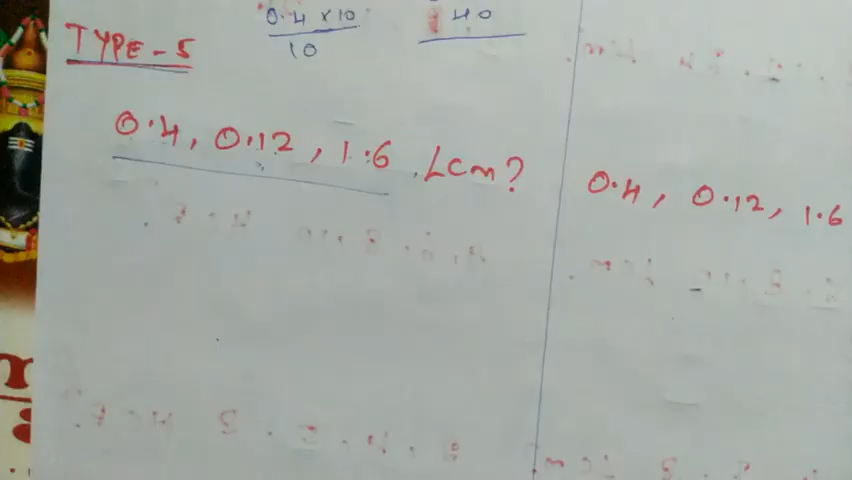 0.4 x 10
10
40
TYPE - 5
0.4, 0.12, 1.6 . Lcm?
0.4, 0.12, 1.6